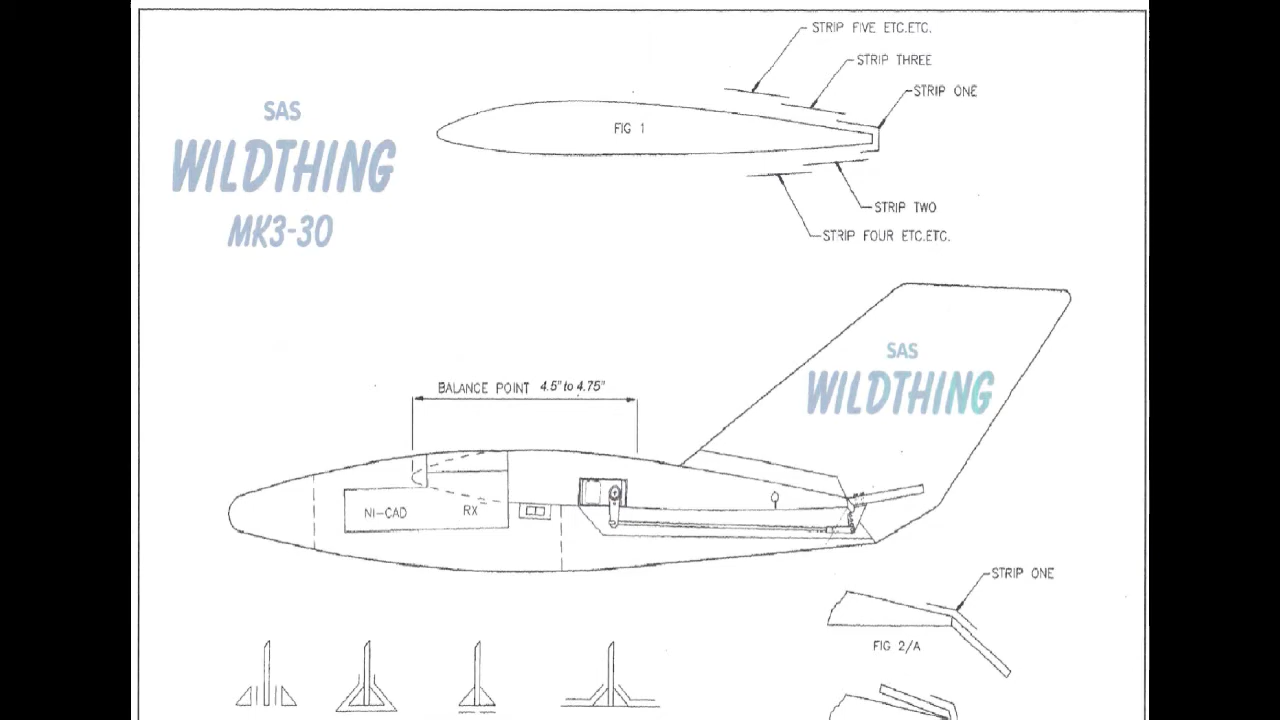 STRIP FIVE ETC.ETC.
STRIP THREE
STRIP ONE
SAS
WILDTHING
MK3-30
FIG 1
STRIP TWO
STRIP FOUR ETC.ETC.
SAS
WILDTHING
BALANCE POINT 4.5" to 4.75"
NI-CAD
RX
STRIP ONE
FIG 2/A